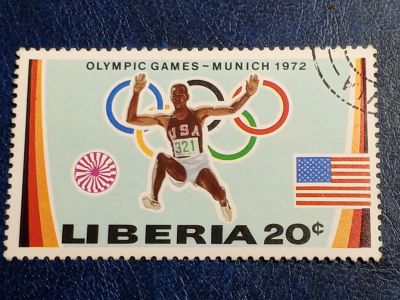 OLYMPIC GAMES - MUNICH 1972
USA
321
LIBERIA 20¢